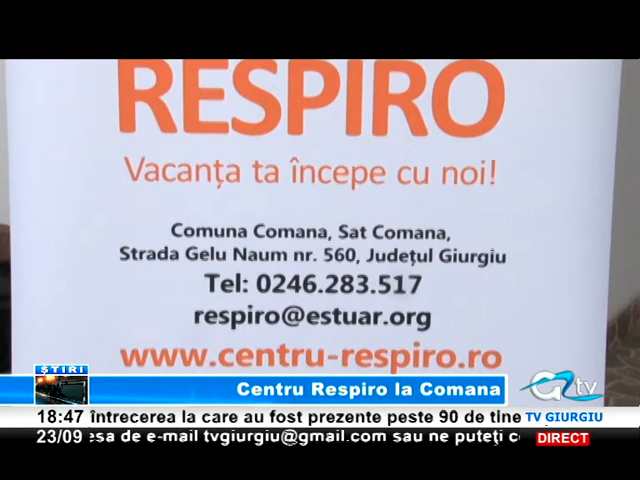 RESPIRO
Vacanța ta începe cu noi!
Comuna Comana, Sat Comana,
Strada Gelu Naum nr. 560, Județul Giurgiu
Tel: 0246.283.517
respiro@estuar.org
www.centru-respiro.ro
ȘTIRI
Centru Respiro la Comana
G tv
18:47 întrecerea la care au fost prezente peste 90 de tine
TV GIURGIU
23/09 esa de e-mail tvgiurgiu@gmail.com sau ne puteți c
DIRECT